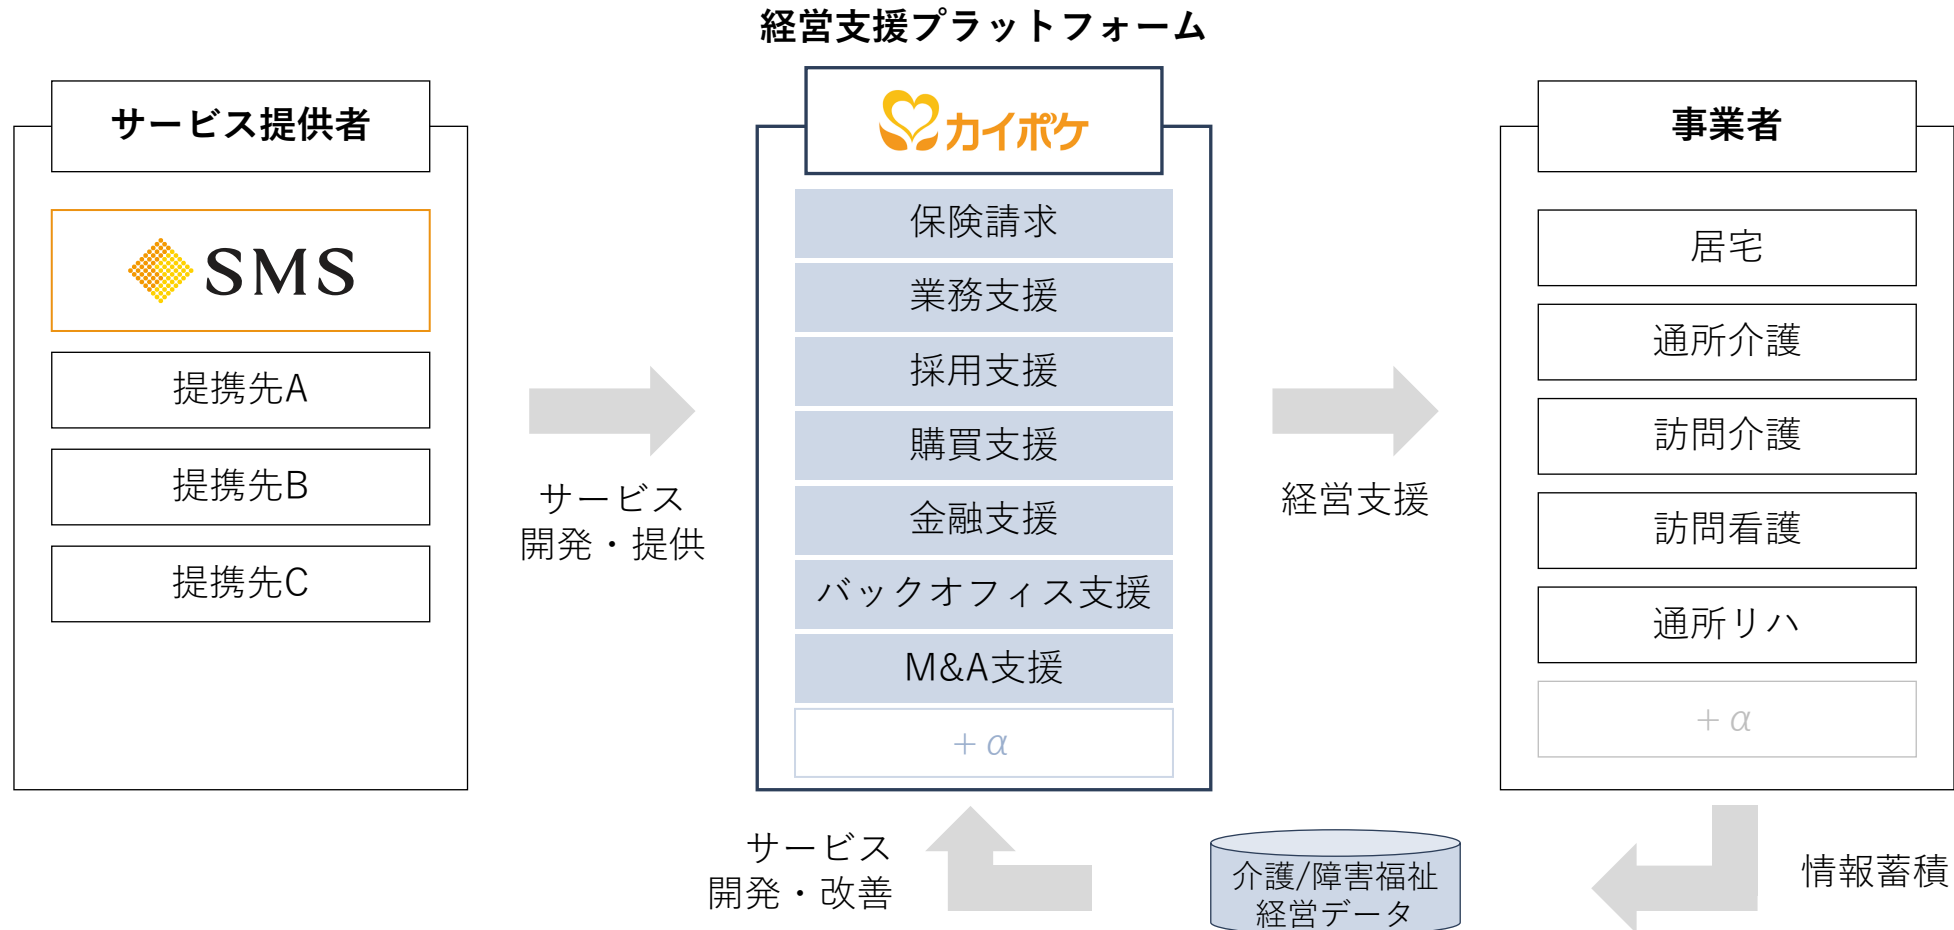 経営支援プラットフォーム
サービス提供者
SMS
提携先A
提携先B
提携先C
サービス
開発・提供
カイポケ
保険請求
業務支援
採用支援
購買支援
金融支援
バックオフィス支援
M&A支援
＋α
経営支援
事業者
居宅
通所介護
訪問介護
訪問看護
通所リハ
＋α
情報蓄積
介護/障害福祉
経営データ
サービス
開発・改善